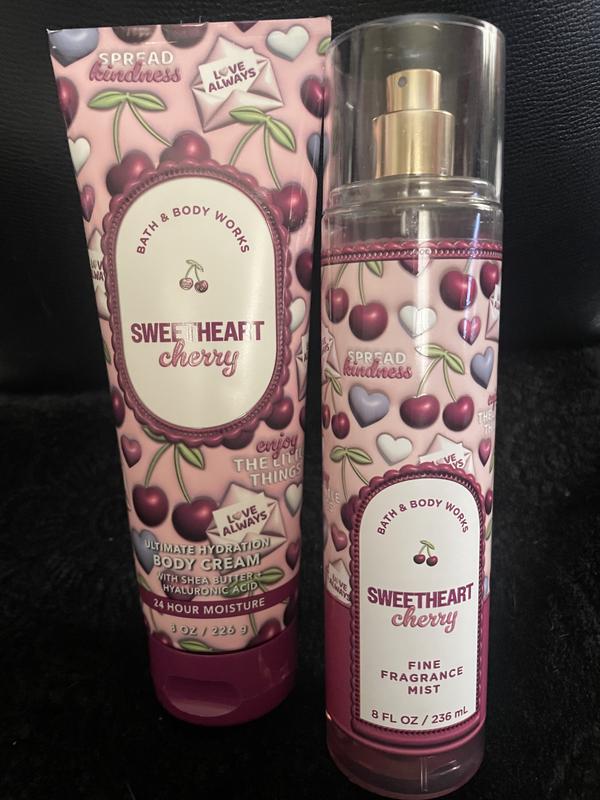 SPREAD
kindness
LOVE
ALWAYS
BATH & BODY WORKS
SWEETHEART
cherry
enjoy
THE LITTLE
THINGS
LOVE
ALWAYS
ULTIMATE HYDRATION
BODY CREAM
WITH SHEA BUTTER +
HYALURONIC ACID
24 HOUR MOISTURE
8 OZ / 226 g
SPREAD
kindness
BATH & BODY WORKS
SWEETHEART
cherry
FINE
FRAGRANCE
MIST
8 FL OZ / 236 mL